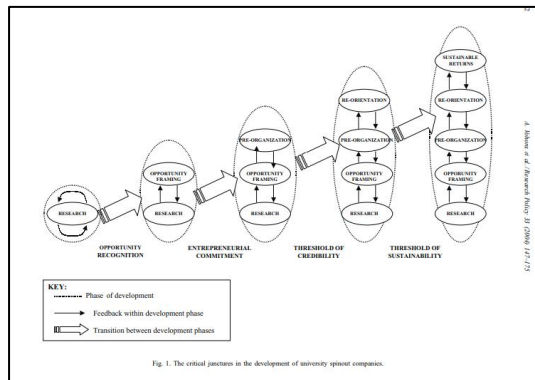 SUSTAINABLE
RETURNS
RE-ORIENTATION
RE-ORIENTATION
PRE-ORGANIZATION
PRE-ORGANIZATION
PRE-ORGANIZATION
OPPORTUNITY
FRAMING
OPPORTUNITY
FRAMING
OPPORTUNITY
FRAMING
OPPORTUNITY
FRAMING
RESEARCH
RESEARCH
RESEARCH
RESEARCH
RESEARCH
OPPORTUNITY
RECOGNITION
ENTREPRENEURIAL
COMMITMENT
THRESHOLD OF
CREDIBILITY
THRESHOLD OF
SUSTAINABILITY
KEY:
Phase of development
Feedback within development phase
Transition between development phases
Fig. 1. The critical junctures in the development of university spinout companies.
A. Vohora et al. / Research Policy 33 (2004) 147–175